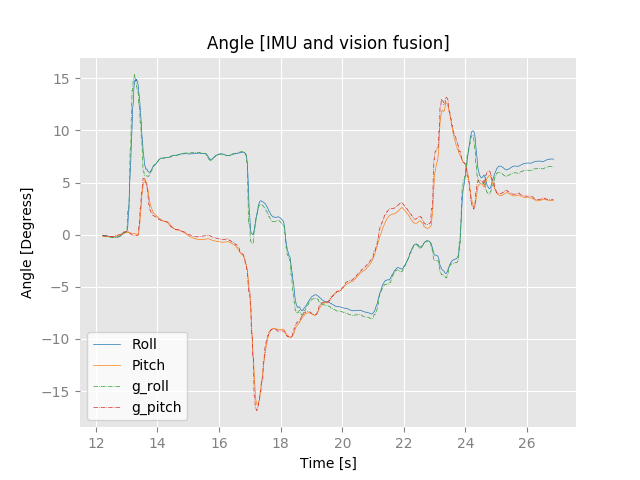 Angle [IMU and vision fusion]
Angle [Degress]
15
10
5
0
−5
−10
−15
Roll
Pitch
g_roll
g_pitch
12 14 16 18 20 22 24 26
Time [s]